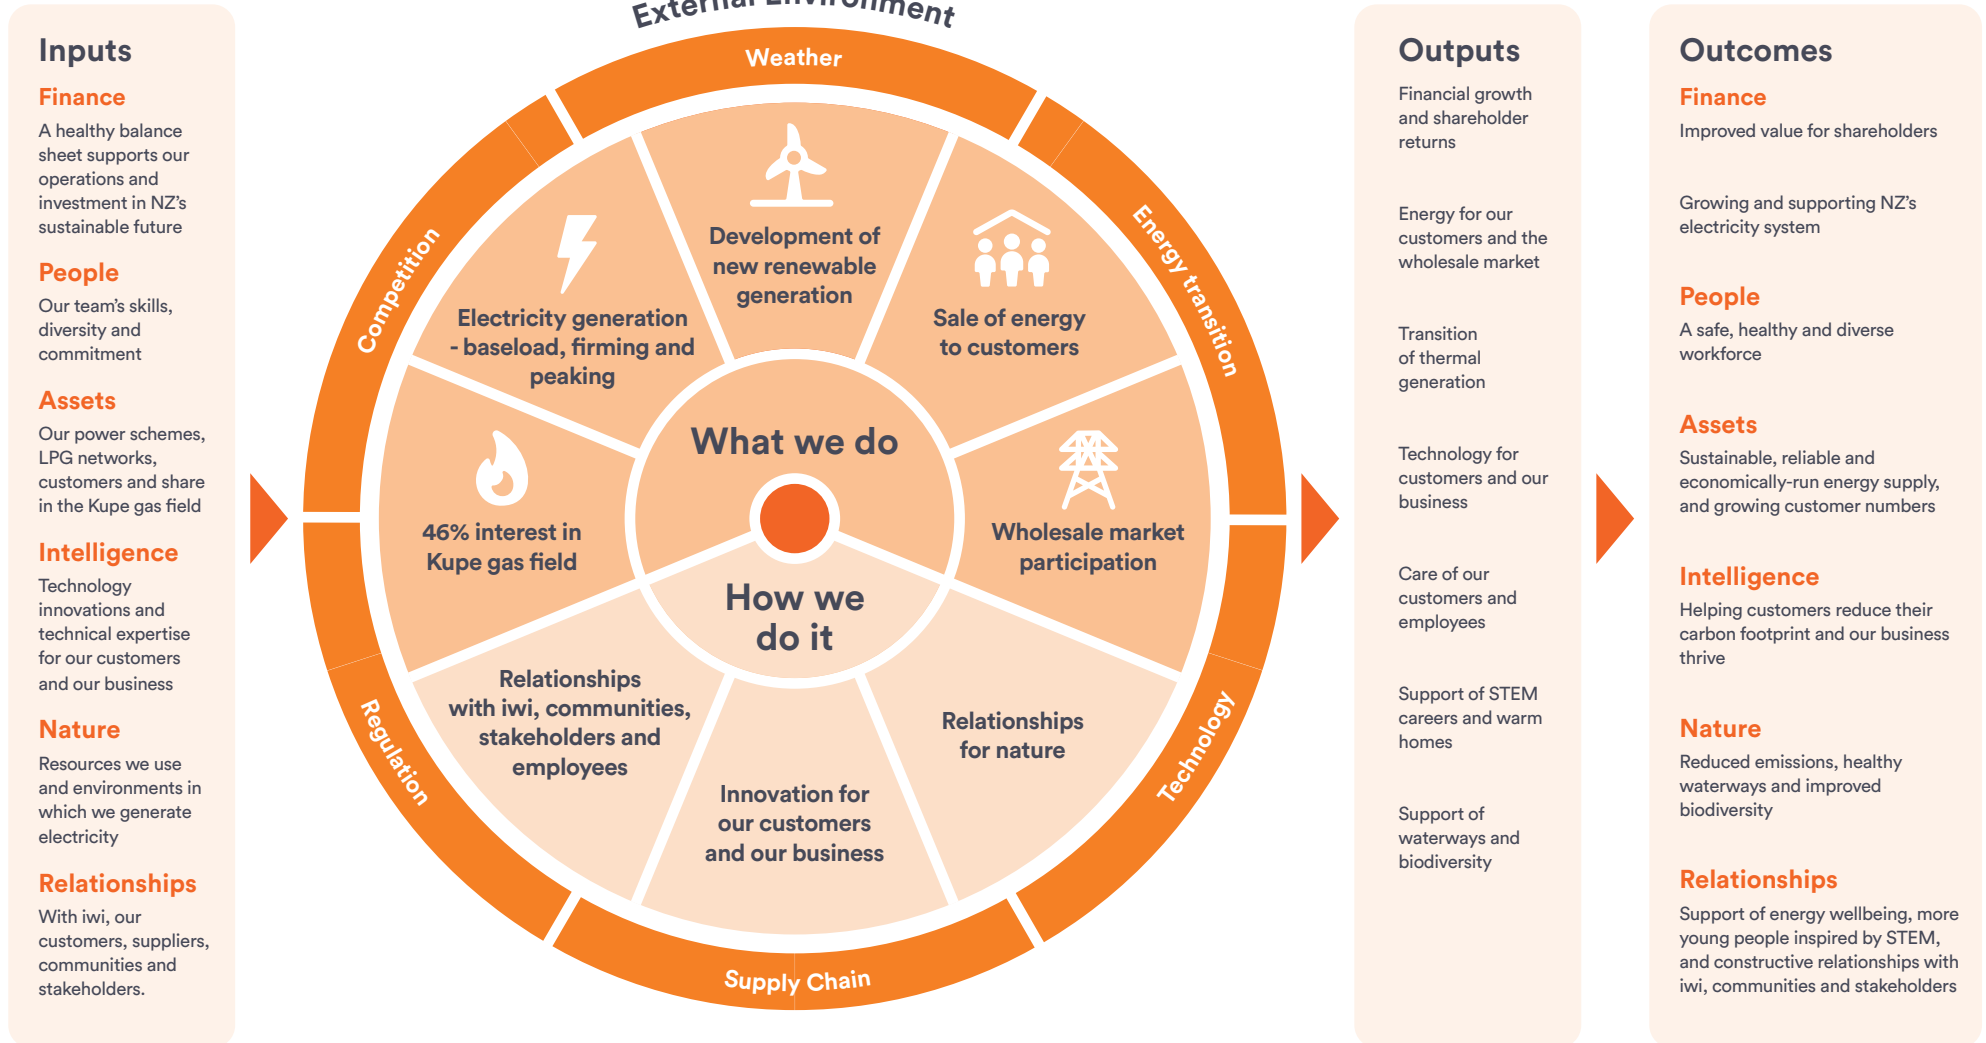 Inputs
Finance
A healthy balance
sheet supports our
operations and
investment in NZ’s
sustainable future
People
Our team’s skills,
diversity and
commitment
Assets
Our power schemes,
LPG networks,
customers and share
in the Kupe gas field
Intelligence
Technology
innovations and
technical expertise
for our customers
and our business
Nature
Resources we use
and environments in
which we generate
electricity
Relationships
With iwi, our
customers, suppliers,
communities and
stakeholders.
External Environment
Weather
Energy transition
Technology
Supply Chain
Regulation
Competition
Development of
new renewable
generation
Electricity generation
- baseload, firming and
peaking
Sale of energy
to customers
What we do
46% interest in
Kupe gas field
Wholesale market
participation
How we
do it
Relationships
with iwi, communities,
stakeholders and
employees
Relationships
for nature
Innovation for
our customers
and our business
Outputs
Financial growth
and shareholder
returns
Energy for our
customers and the
wholesale market
Transition
of thermal
generation
Technology for
customers and our
business
Care of our
customers and
employees
Support of STEM
careers and warm
homes
Support of
waterways and
biodiversity
Outcomes
Finance
Improved value for shareholders
Growing and supporting NZ’s
electricity system
People
A safe, healthy and diverse
workforce
Assets
Sustainable, reliable and
economically-run energy supply,
and growing customer numbers
Intelligence
Helping customers reduce their
carbon footprint and our business
thrive
Nature
Reduced emissions, healthy
waterways and improved
biodiversity
Relationships
Support of energy wellbeing, more
young people inspired by STEM,
and constructive relationships with
iwi, communities and stakeholders